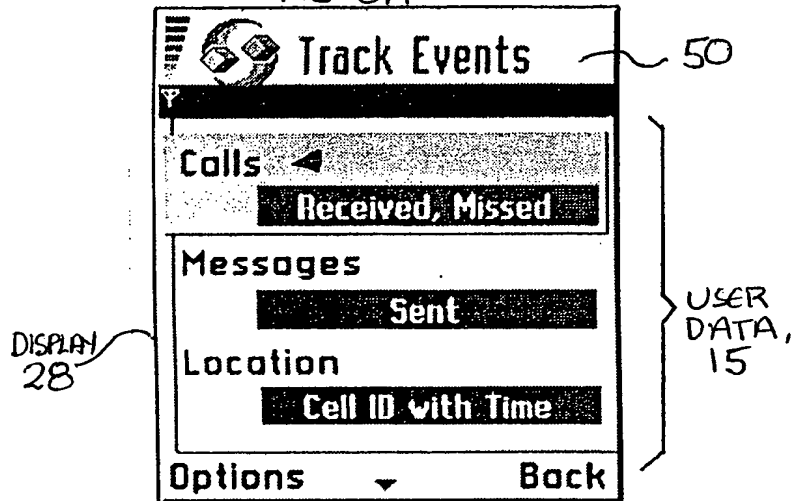 Track Events
50
Calls
Received, Missed
Messages
Sent
Location
Cell ID with Time
Options
Back
DISPLAY
28
USER
DATA,
15